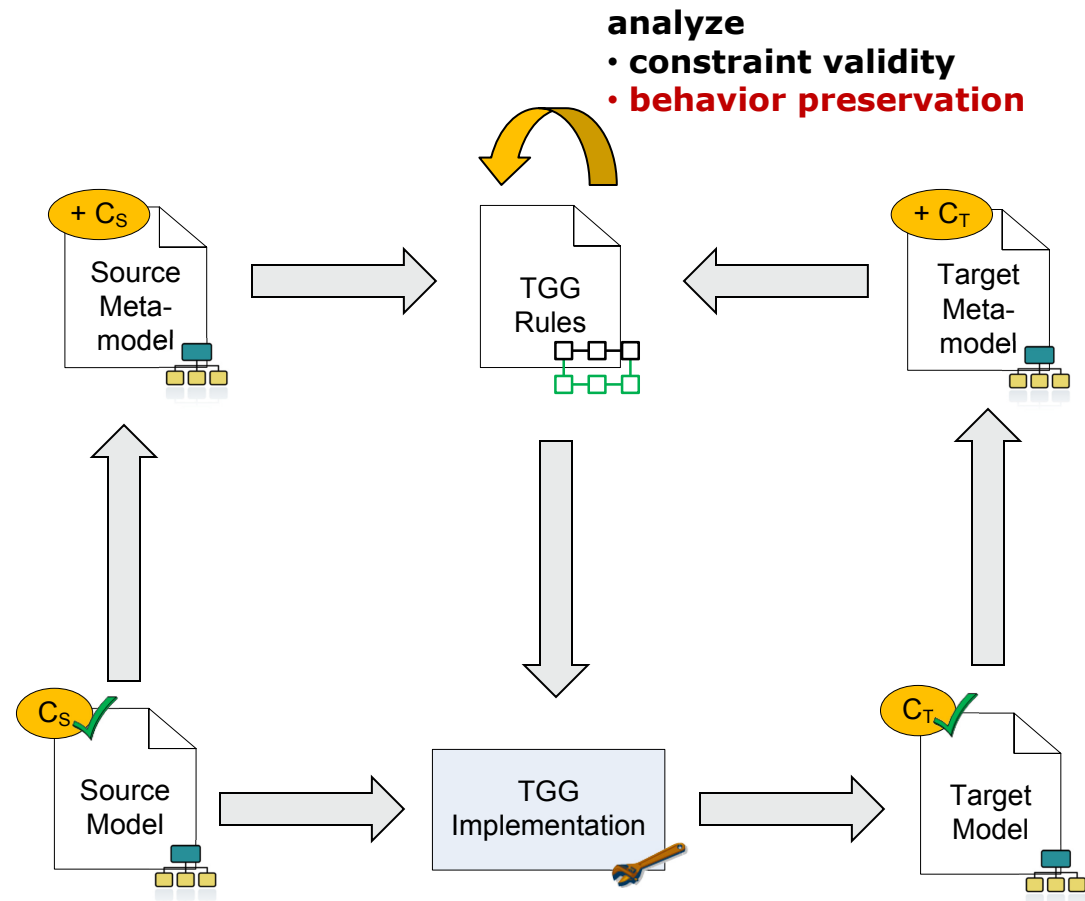 analyze
• constraint validity
• behavior preservation
+ CS
Source
Meta-
model
TGG
Rules
+ CT
Target
Meta-
model
CS
Source
Model
TGG
Implementation
CT
Target
Model